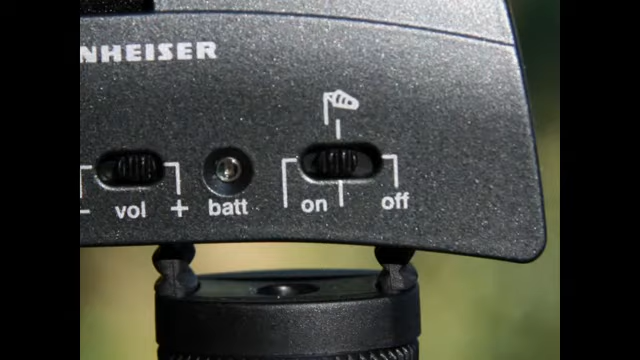 NHEISER
- vol + batt on off